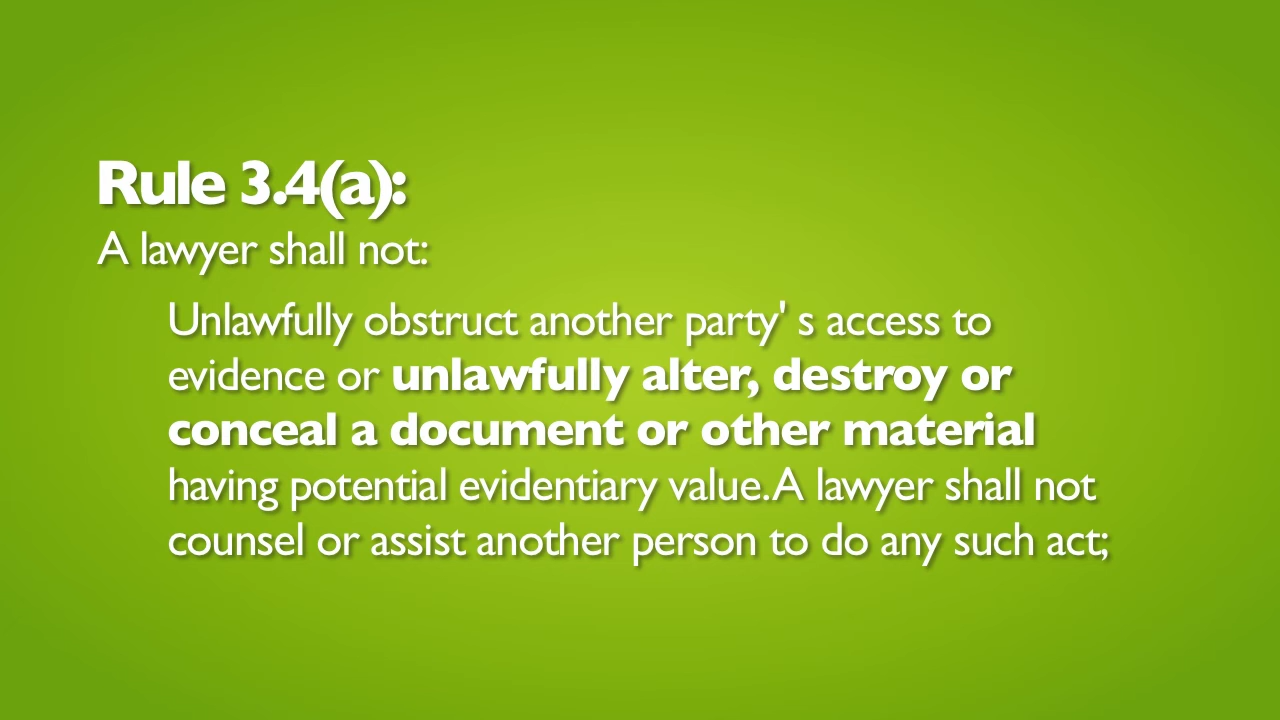 Rule 3.4(a):
A lawyer shall not:
Unlawfully obstruct another party' s access to
evidence or unlawfully alter, destroy or
conceal a document or other material
having potential evidentiary value. A lawyer shall not
counsel or assist another person to do any such act;